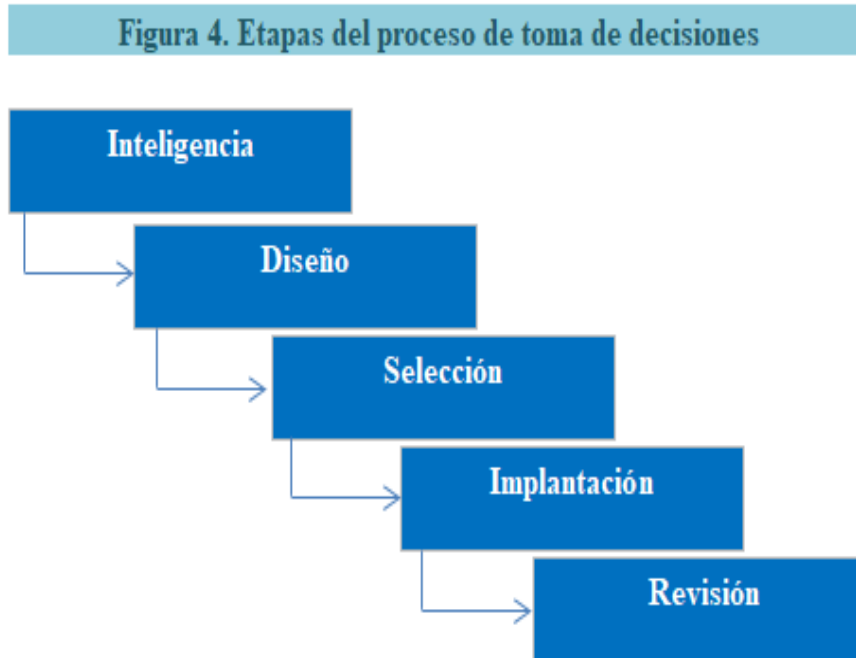 Figura 4. Etapas del proceso de toma de decisiones
Inteligencia
Diseño
Selección
Implantación
Revisión